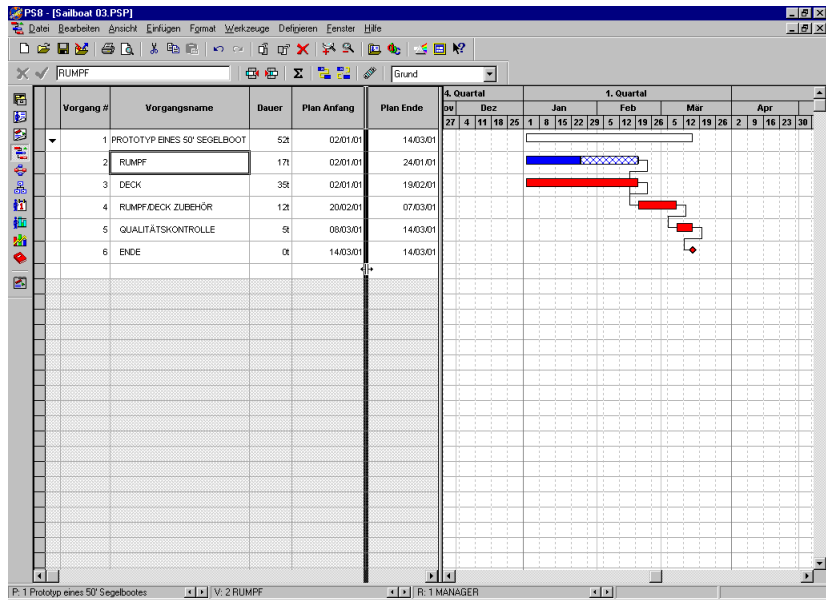 PS8 - [Sailboat 03.PSP]
Datei Bearbeiten Ansicht Einfügen Format Werkzeuge Definieren Fenster Hilfe
RUMPF Σ Grund
Vorgang # Vorgangsname Dauer Plan Anfang Plan Ende
4. Quartal 1. Quartal
ov Dez Jan Feb Mär Apr
27 4 11 18 25 1 8 15 22 29 5 12 19 26 5 12 19 26 2 9 16 23 30
1 PROTOTYP EINES 50' SEGELBOOT 52t 02/01/01 14/03/01
2 RUMPF 17t 02/01/01 24/01/01
3 DECK 35t 02/01/01 19/02/01
4 RUMPF/DECK ZUBEHÖR 12t 20/02/01 07/03/01
5 QUALITÄTSKONTROLLE 5t 08/03/01 14/03/01
6 ENDE 0t 14/03/01 14/03/01
P: 1 Prototyp eines 50' Segelbootes V: 2 RUMPF R: 1 MANAGER